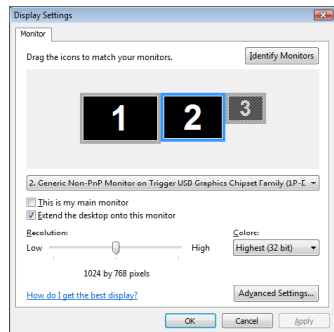 Display Settings
Monitor
Drag the icons to match your monitors.
Identify Monitors
1
2
3
2. Generic Non-PnP Monitor on Trigger USB Graphics Chipset Family (1P-E
This is my main monitor
Extend the desktop onto this monitor
Resolution:
Colors:
Low
High
Highest (32 bit)
1024 by 768 pixels
How do I get the best display?
Advanced Settings...
OK
Cancel
Apply